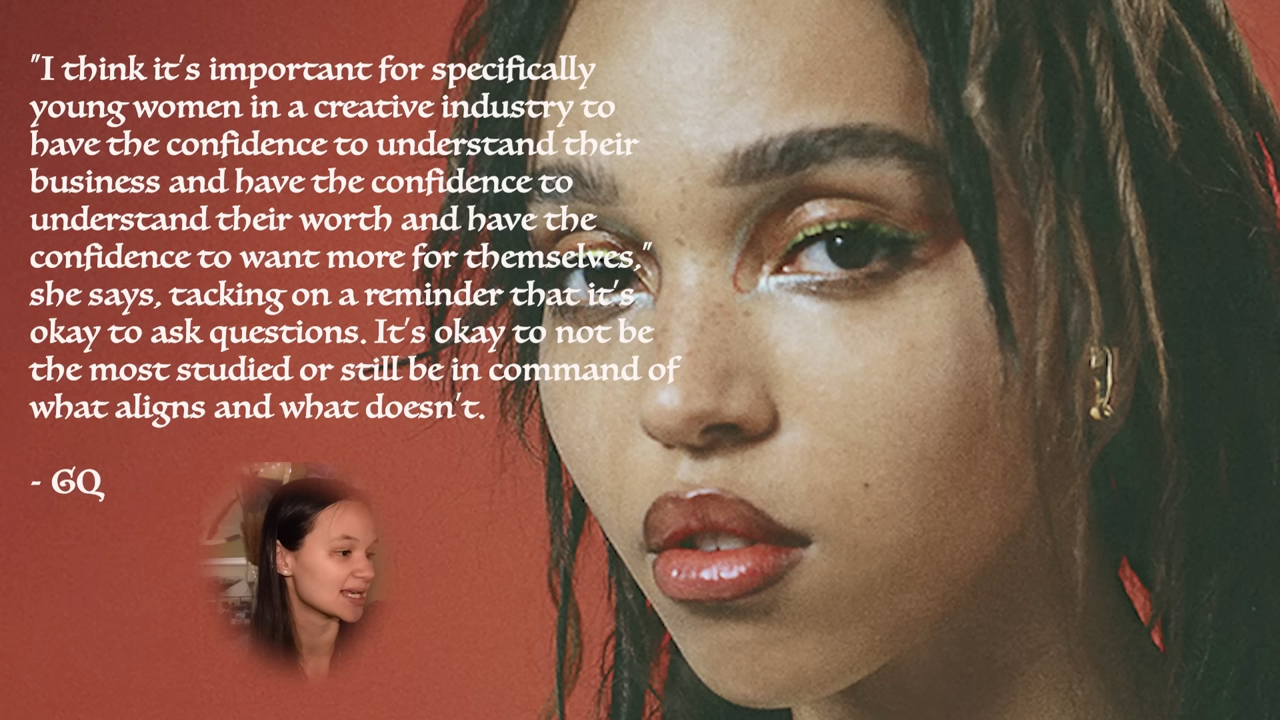 "I think it's important for specifically
young women in a creative industry to
have the confidence to understand their
business and have the confidence to
understand their worth and have the
confidence to want more for themselves,"
she says, tacking on a reminder that it's
okay to ask questions. It's okay to not be
the most studied or still be in command of
what aligns and what doesn't.
- GQ